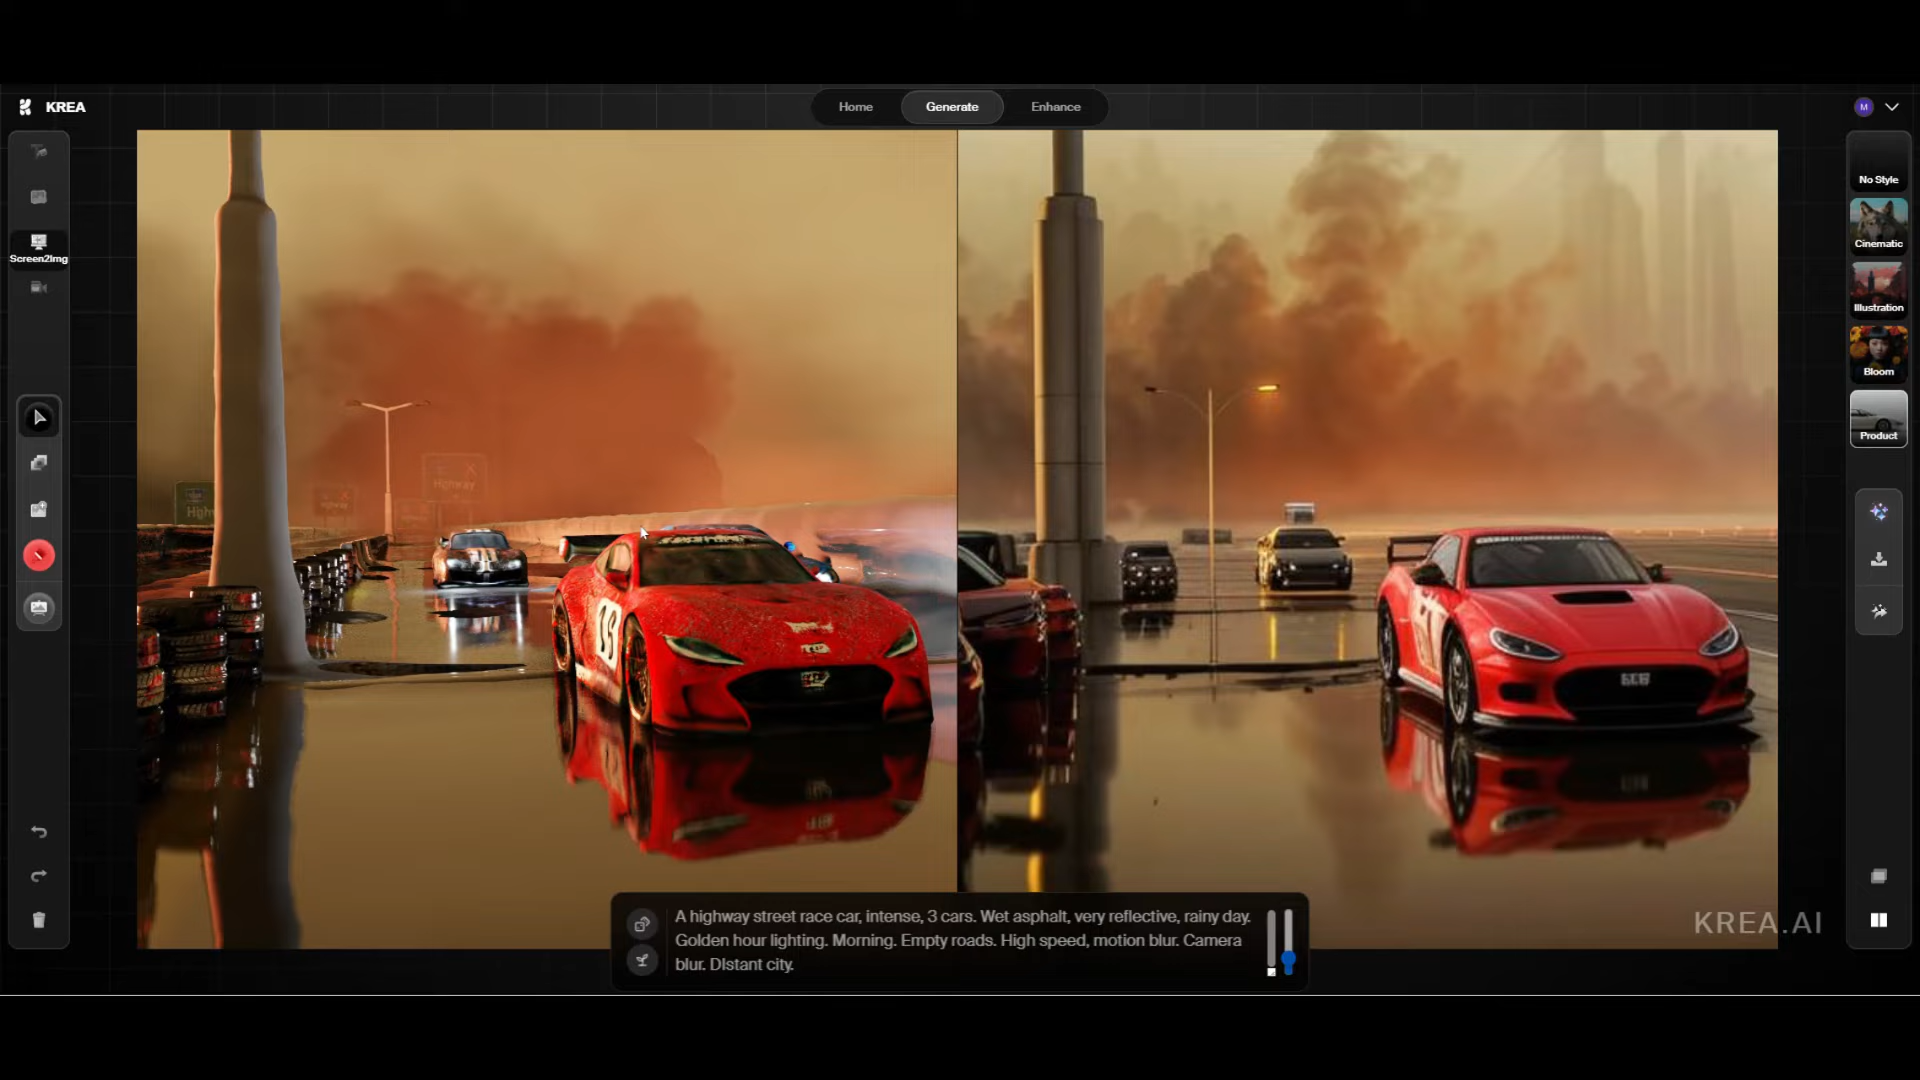 KREA
Home
Generate
Enhance
M
Screen2Img
No Style
Cinematic
Illustration
Bloom
Product
Highway
16
A highway street race car, intense, 3 cars. Wet asphalt, very reflective, rainy day.
Golden hour lighting. Morning. Empty roads. High speed, motion blur. Camera
blur. DIstant city.
KREA.AI